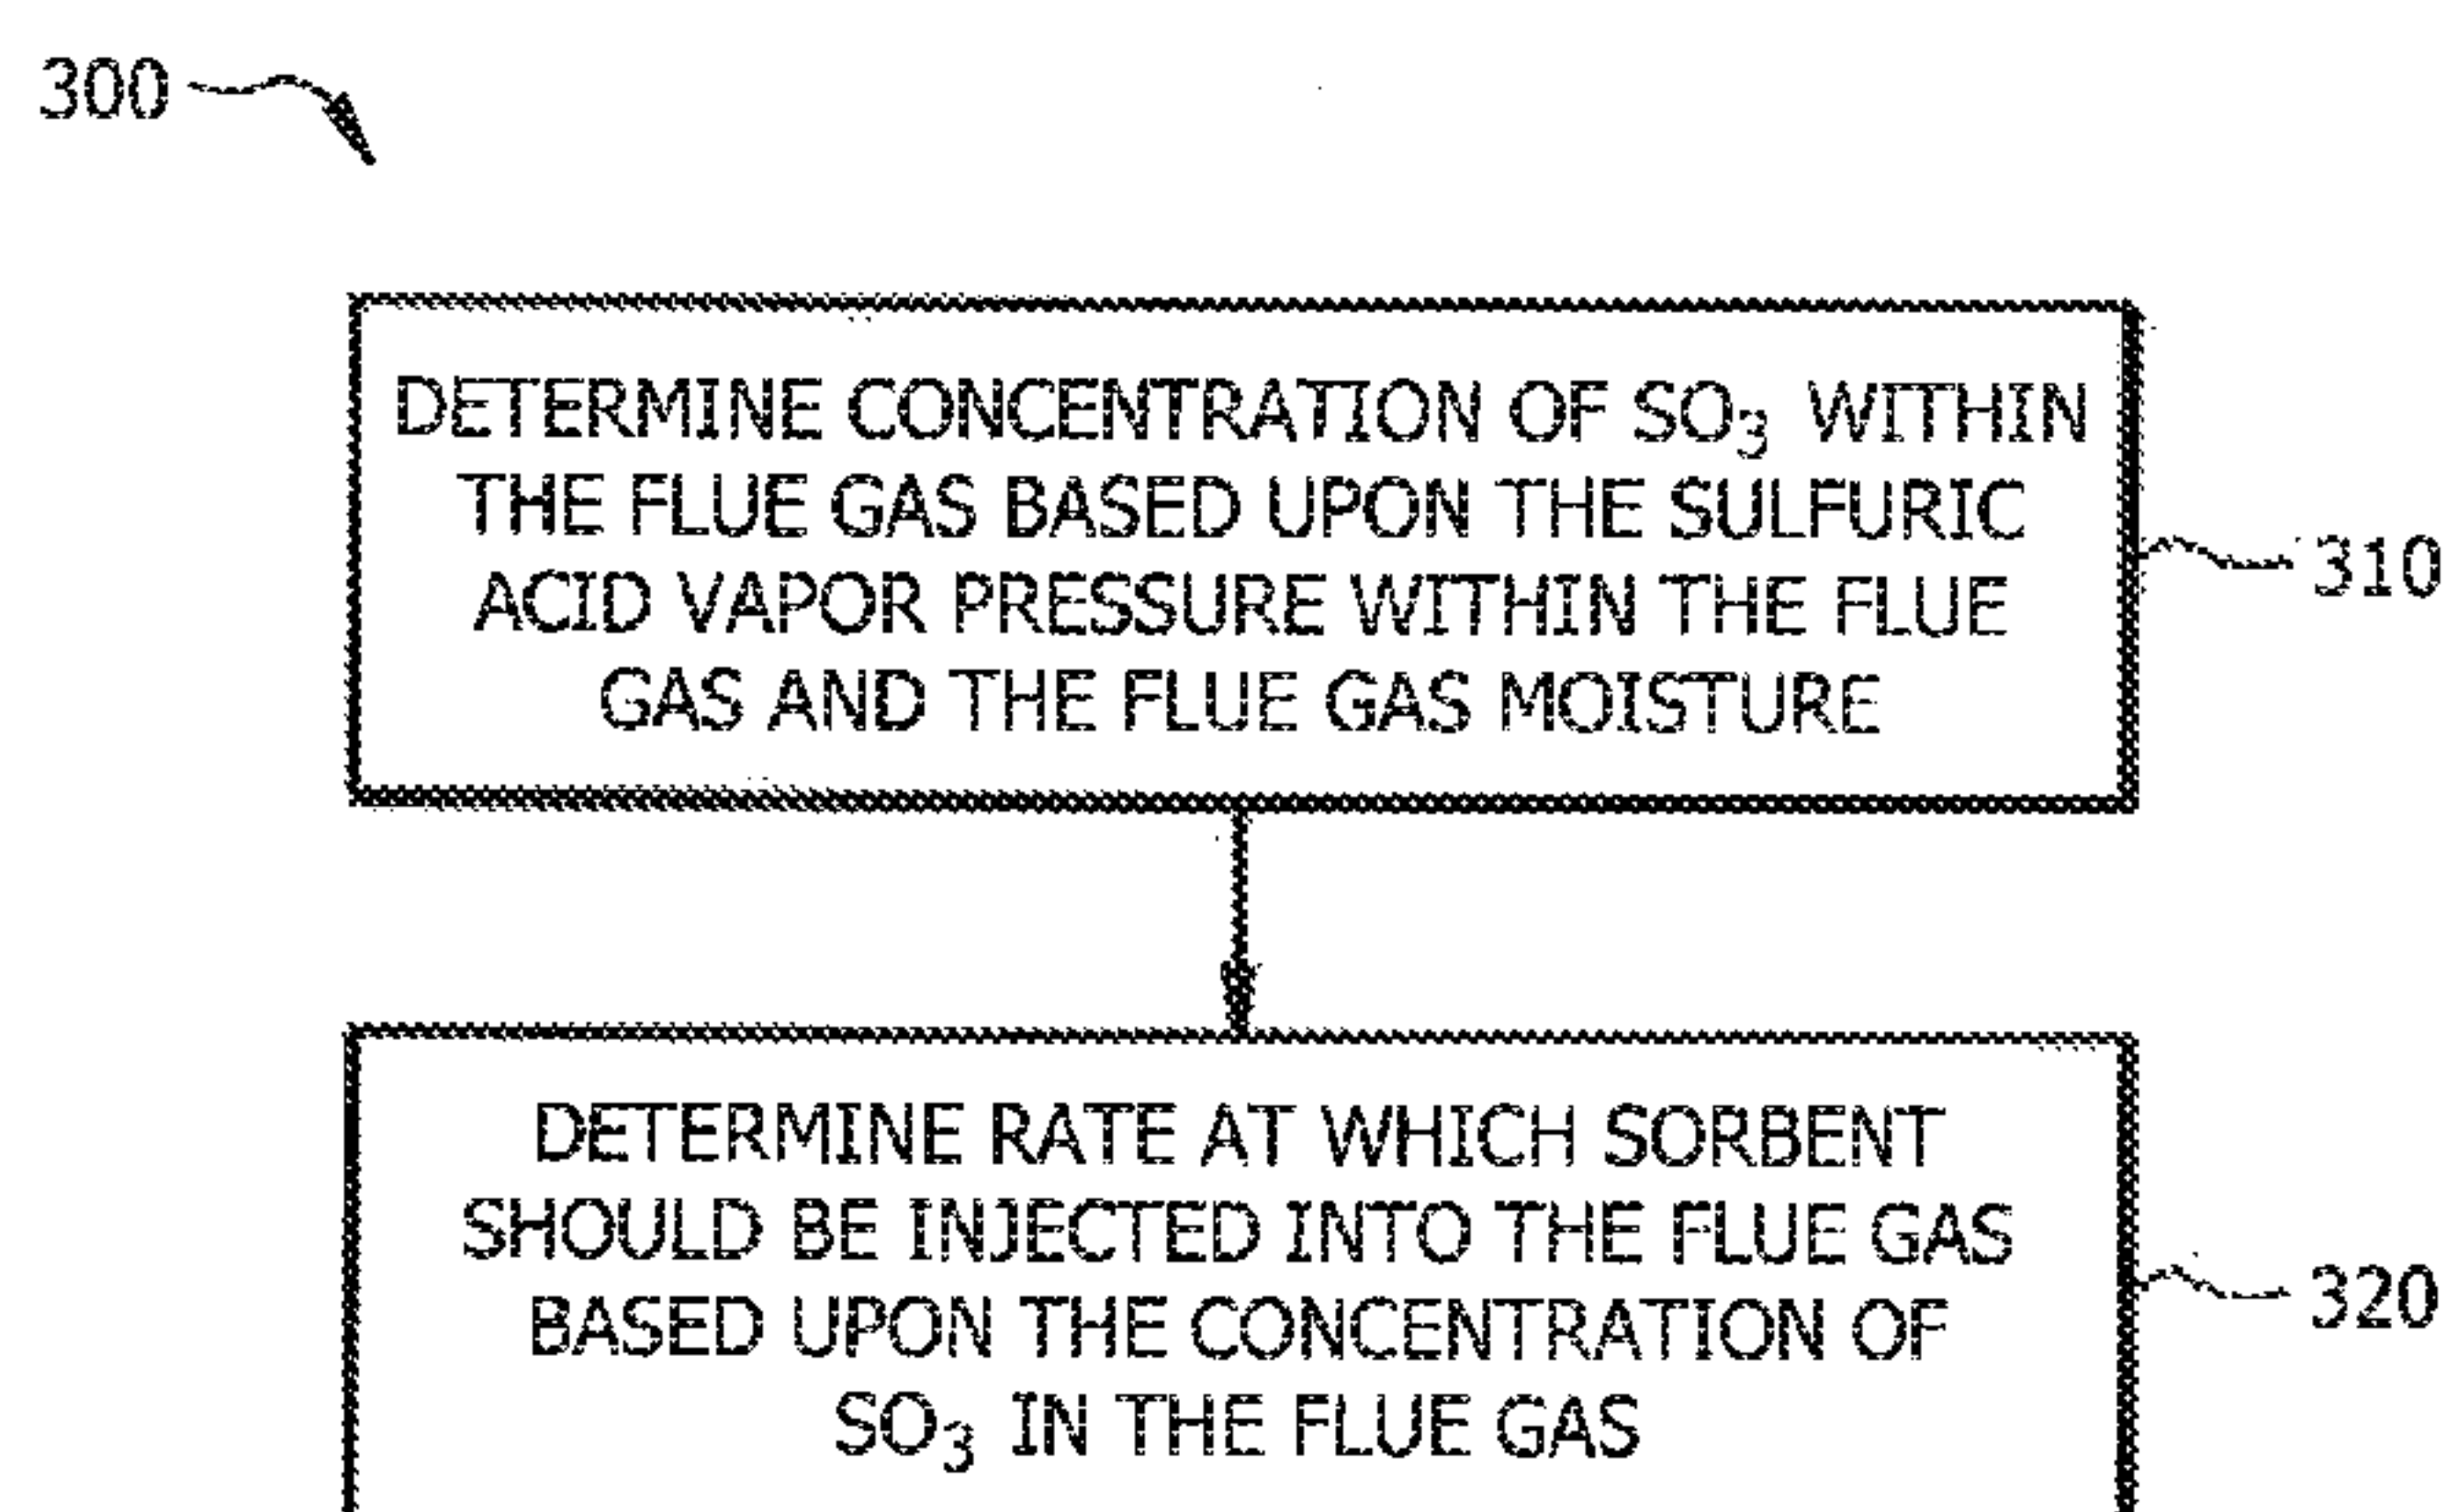 300
DETERMINE CONCENTRATION OF SO₃ WITHIN
THE FLUE GAS BASED UPON THE SULFURIC
ACID VAPOR PRESSURE WITHIN THE FLUE
GAS AND THE FLUE GAS MOISTURE
310
DETERMINE RATE AT WHICH SORBENT
SHOULD BE INJECTED INTO THE FLUE GAS
BASED UPON THE CONCENTRATION OF
SO₃ IN THE FLUE GAS
320